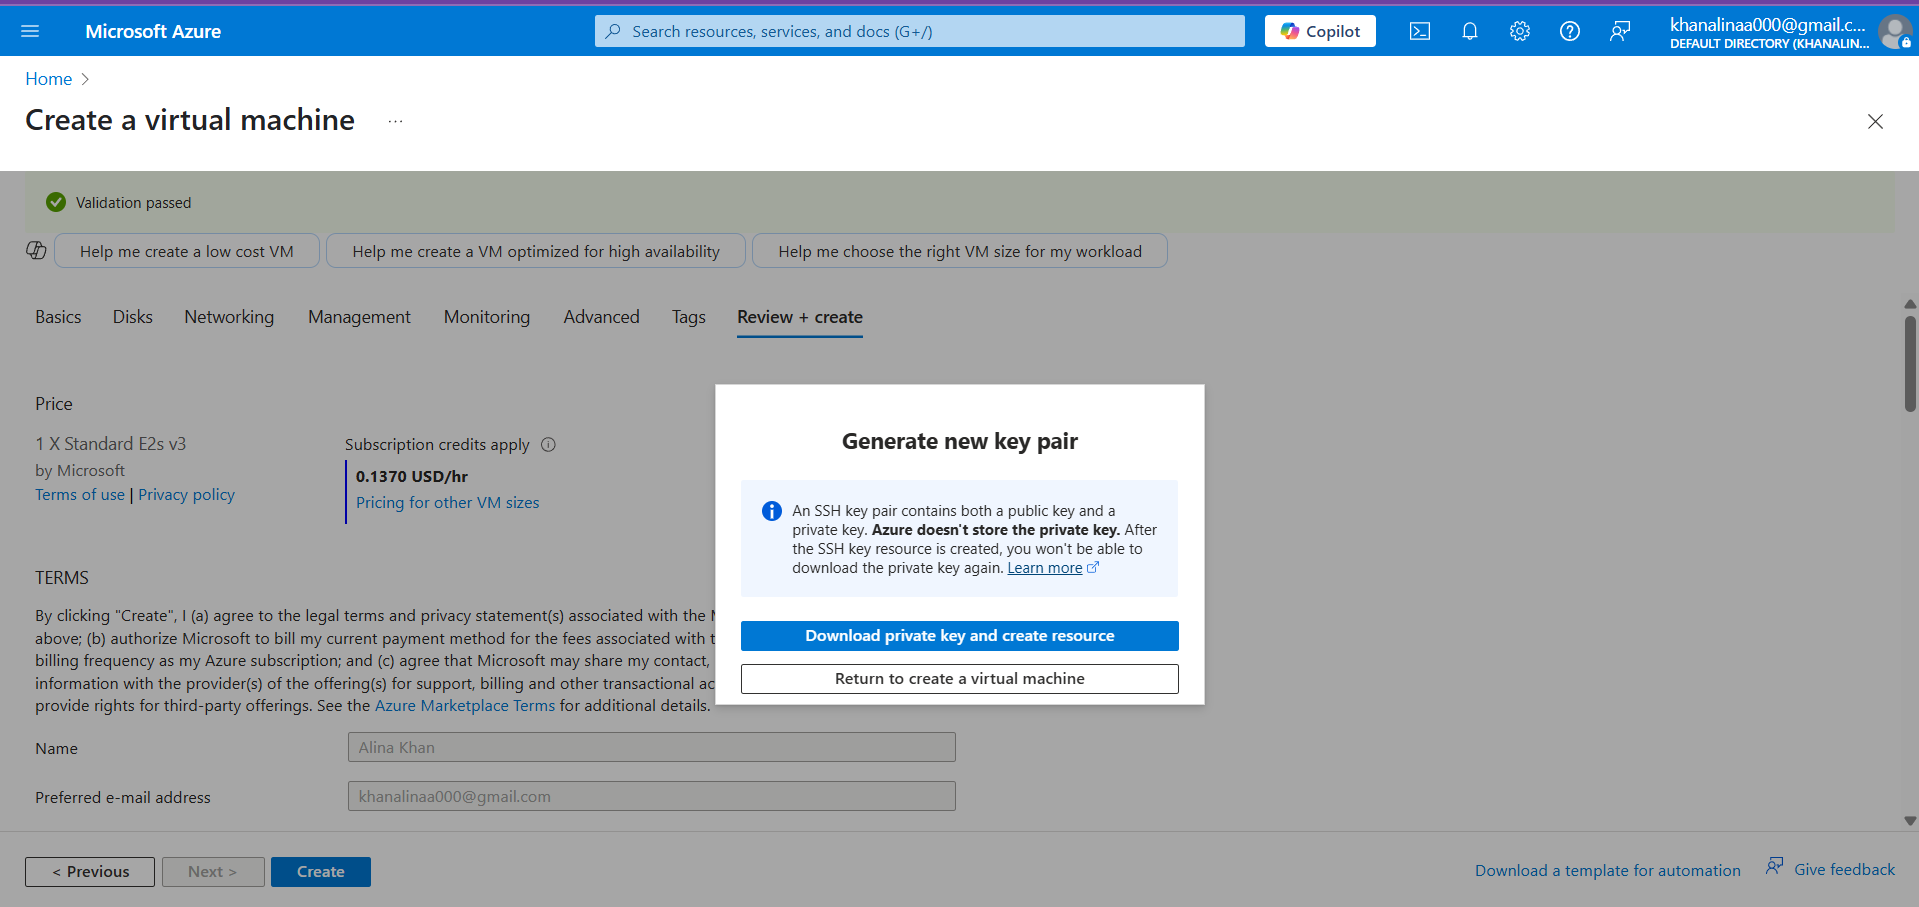 Microsoft Azure
Search resources, services, and docs (G+/)
Copilot
khanalinaa000@gmail.c...
DEFAULT DIRECTORY (KHANALIN...
Home
Create a virtual machine
...
Validation passed
Help me create a low cost VM
Help me create a VM optimized for high availability
Help me choose the right VM size for my workload
Basics
Disks
Networking
Management
Monitoring
Advanced
Tags
Review + create
Price
1 X Standard E2s v3
by Microsoft
Terms of use | Privacy policy
Subscription credits apply
0.1370 USD/hr
Pricing for other VM sizes
TERMS
By clicking "Create", I (a) agree to the legal terms and privacy statement(s) associated with the
above; (b) authorize Microsoft to bill my current payment method for the fees associated with
billing frequency as my Azure subscription; and (c) agree that Microsoft may share my contact,
information with the provider(s) of the offering(s) for support, billing and other transactional
provide rights for third-party offerings. See the Azure Marketplace Terms for additional details.
Name
Alina Khan
Preferred e-mail address
khanalinaa000@gmail.com
Generate new key pair
An SSH key pair contains both a public key and a
private key. Azure doesn't store the private key. After
the SSH key resource is created, you won't be able to
download the private key again. Learn more
Download private key and create resource
Return to create a virtual machine
< Previous
Next >
Create
Download a template for automation
Give feedback